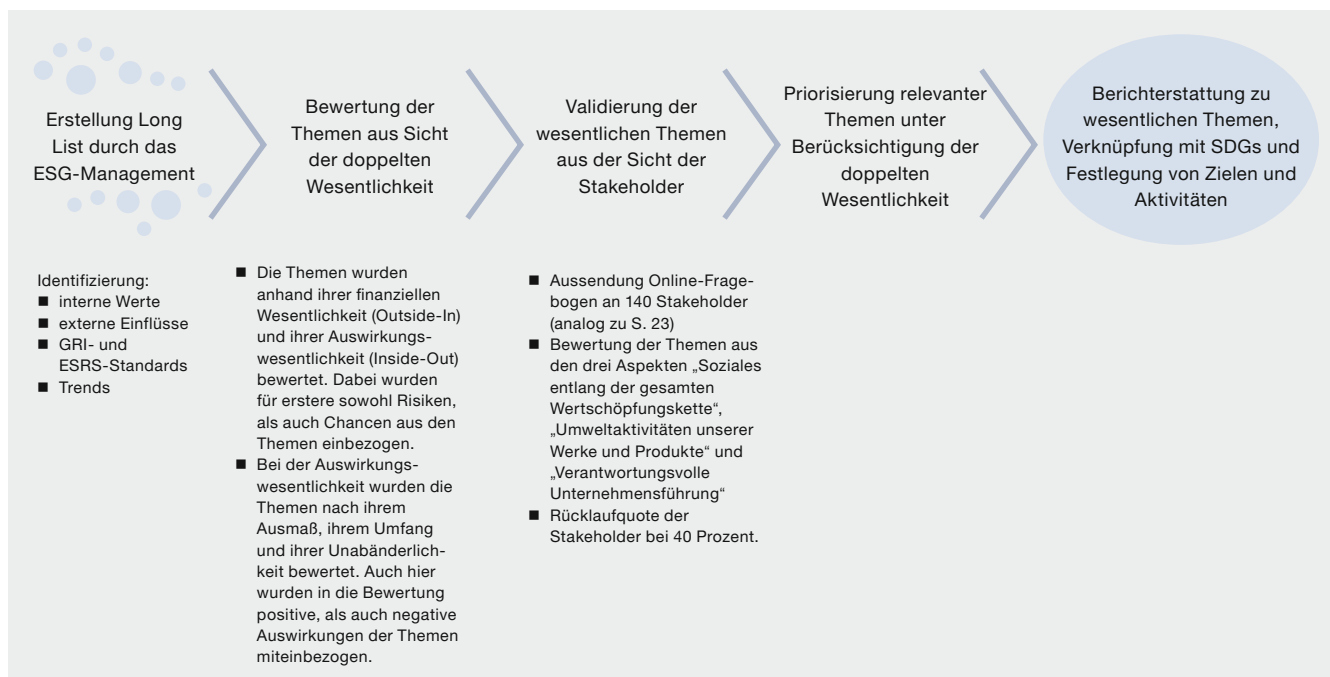 Erstellung Long
List durch das
ESG-Management
Bewertung der
Themen aus Sicht
der doppelten
Wesentlichkeit
Validierung der
wesentlichen Themen
aus der Sicht der
Stakeholder
Priorisierung relevanter
Themen unter
Berücksichtigung der
doppelten
Wesentlichkeit
Berichterstattung zu
wesentlichen Themen,
Verknüpfung mit SDGs und
Festlegung von Zielen und
Aktivitäten
Identifizierung:
■ interne Werte
■ externe Einflüsse
■ GRI- und
ESRS-Standards
■ Trends
■ Die Themen wurden
anhand ihrer finanziellen
Wesentlichkeit (Outside-In)
und ihrer Auswirkungs-
wesentlichkeit (Inside-Out)
bewertet. Dabei wurden
für erstere sowohl Risiken,
als auch Chancen aus den
Themen einbezogen.
■ Bei der Auswirkungs-
wesentlichkeit wurden die
Themen nach ihrem
Ausmaß, ihrem Umfang
und ihrer Unabänderlich-
keit bewertet. Auch hier
wurden in die Bewertung
positive, als auch negative
Auswirkungen der Themen
miteinbezogen.
■ Aussendung Online-Frage-
bogen an 140 Stakeholder
(analog zu S. 23)
■ Bewertung der Themen aus
den drei Aspekten „Soziales
entlang der gesamten
Wertschöpfungskette“,
„Umweltaktivitäten unserer
Werke und Produkte“ und
„Verantwortungsvolle
Unternehmensführung“
■ Rücklaufquote der
Stakeholder bei 40 Prozent.